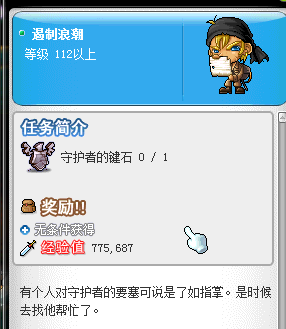 遏制浪潮
等级 112以上
任务简介
守护者的键石 0 / 1
奖励!!
无条件获得
经验值 775,687
有个人对守护者的要塞可说是了如指掌。是时候
去找他帮忙了。